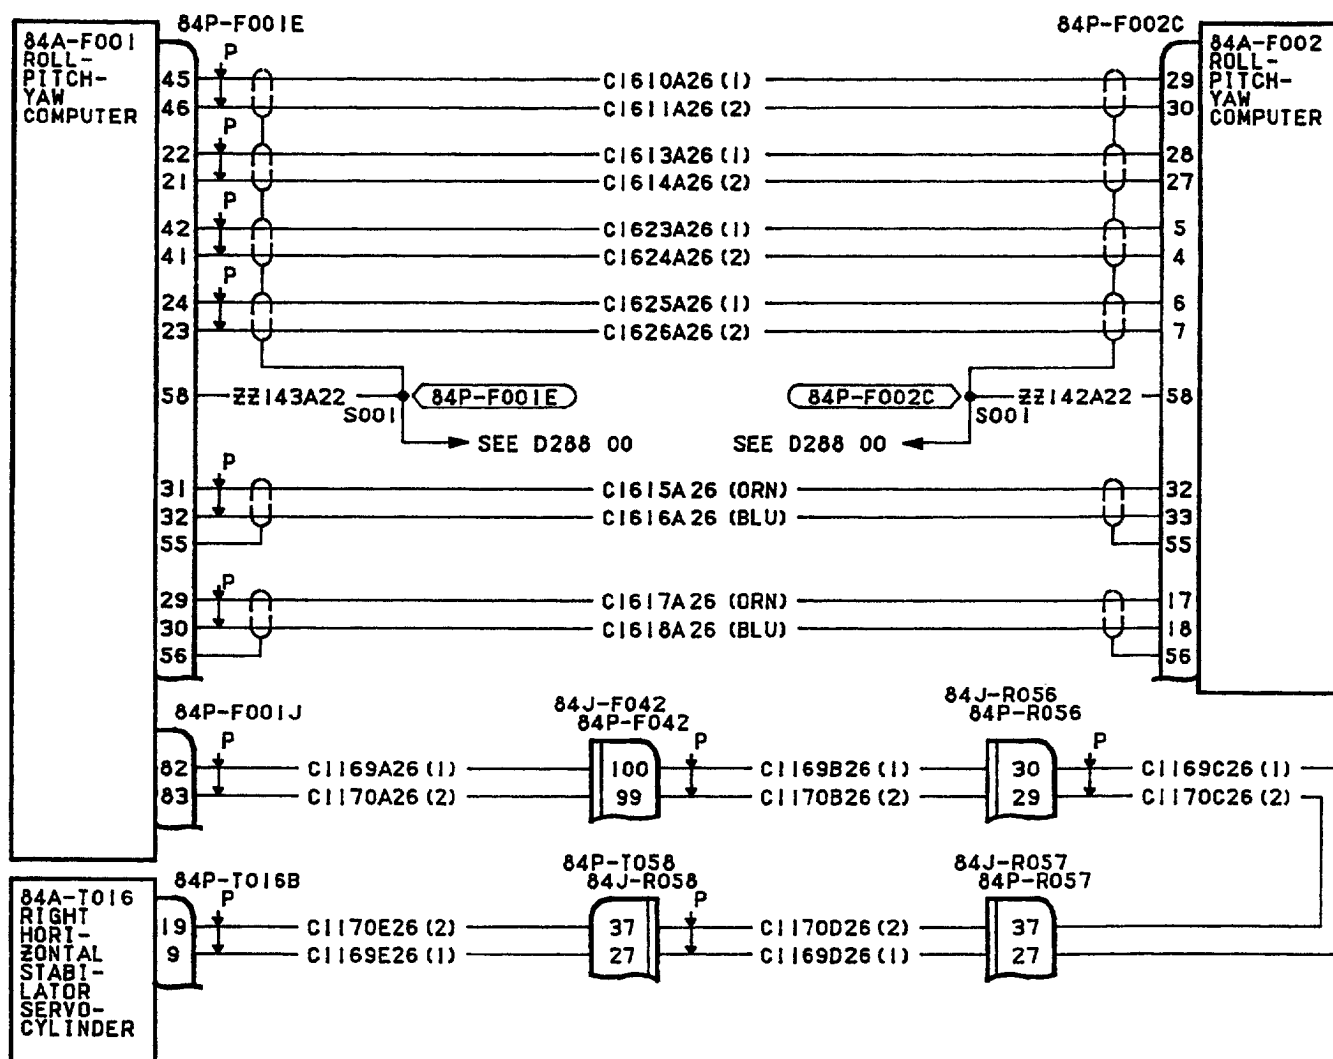 84P-F001E
84P-F002C
84A-F001
ROLL-
PITCH-
YAW
COMPUTER
84A-F002
ROLL-
PITCH-
YAW
COMPUTER
P
45 C1610A26(1) 29
46 C1611A26(2) 30
P
22 C1613A26(1) 28
21 C1614A26(2) 27
P
42 C1623A26(1) 5
41 C1624A26(2) 4
P
24 C1625A26(1) 6
23 C1626A26(2) 7
58 ZZ143A22 84P-F001E 84P-F002C ZZ142A22 58
S001 S001
SEE D288 00 SEE D288 00
P
31 C1615A26(ORN) 32
32 C1616A26(BLU) 33
55 55
P
29 C1617A26(ORN) 17
30 C1618A26(BLU) 18
56 56
84P-F001J
84J-F042
84P-F042
84J-R056
84P-R056
P P P
82 C1169A26(1) 100 C1169B26(1) 30 C1169C26(1)
83 C1170A26(2) 99 C1170B26(2) 29 C1170C26(2)
84A-T016
RIGHT
HORI-
ZONTAL
STABI-
LATOR
SERVO-
CYLINDER
84P-T016B
84P-T058
84J-R058
84J-R057
84P-R057
P P
19 C1170E26(2) 37 C1170D26(2) 37
9 C1169E26(1) 27 C1169D26(1) 27